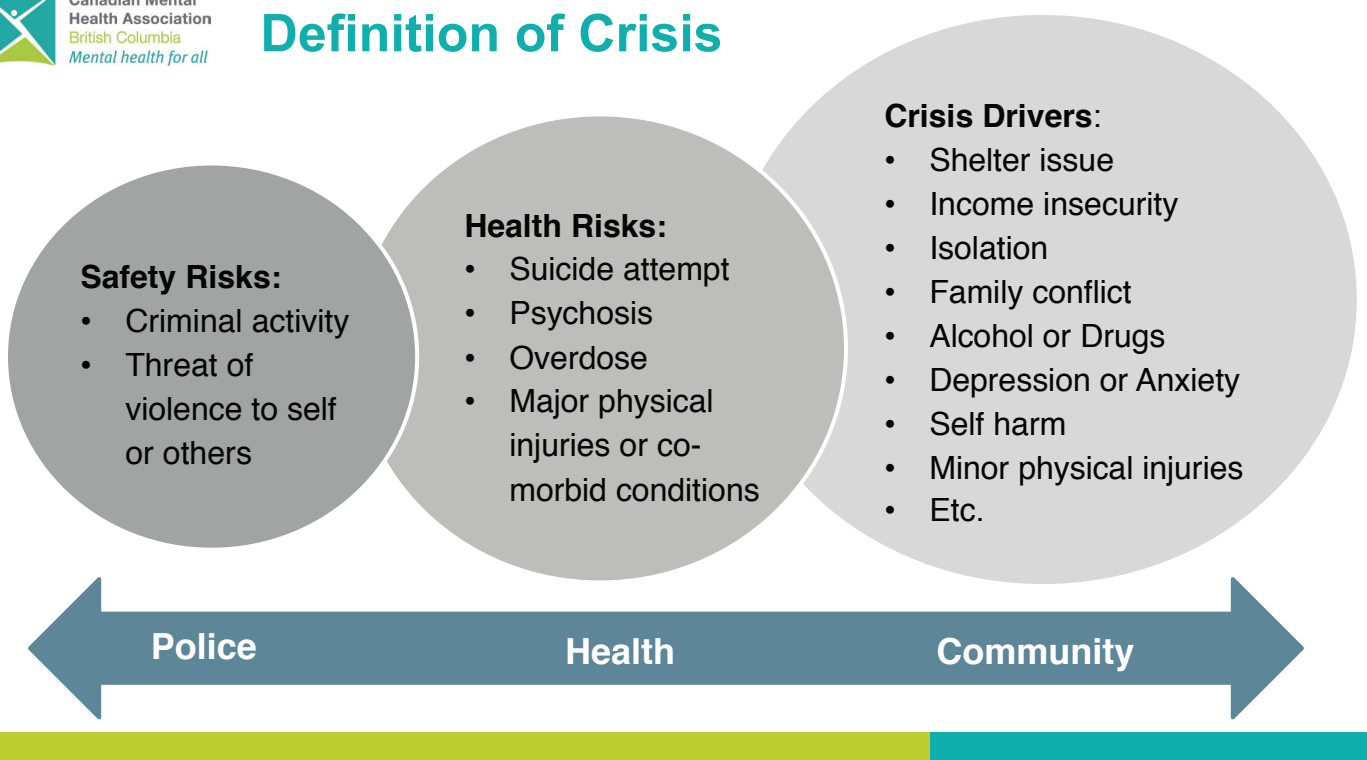 Canadian Mental
Health Association
British Columbia
Mental health for all
Definition of Crisis
Safety Risks:
• Criminal activity
• Threat of
violence to self
or others
Health Risks:
• Suicide attempt
• Psychosis
• Overdose
• Major physical
injuries or co-
morbid conditions
Crisis Drivers:
• Shelter issue
• Income insecurity
• Isolation
• Family conflict
• Alcohol or Drugs
• Depression or Anxiety
• Self harm
• Minor physical injuries
• Etc.
Police
Health
Community